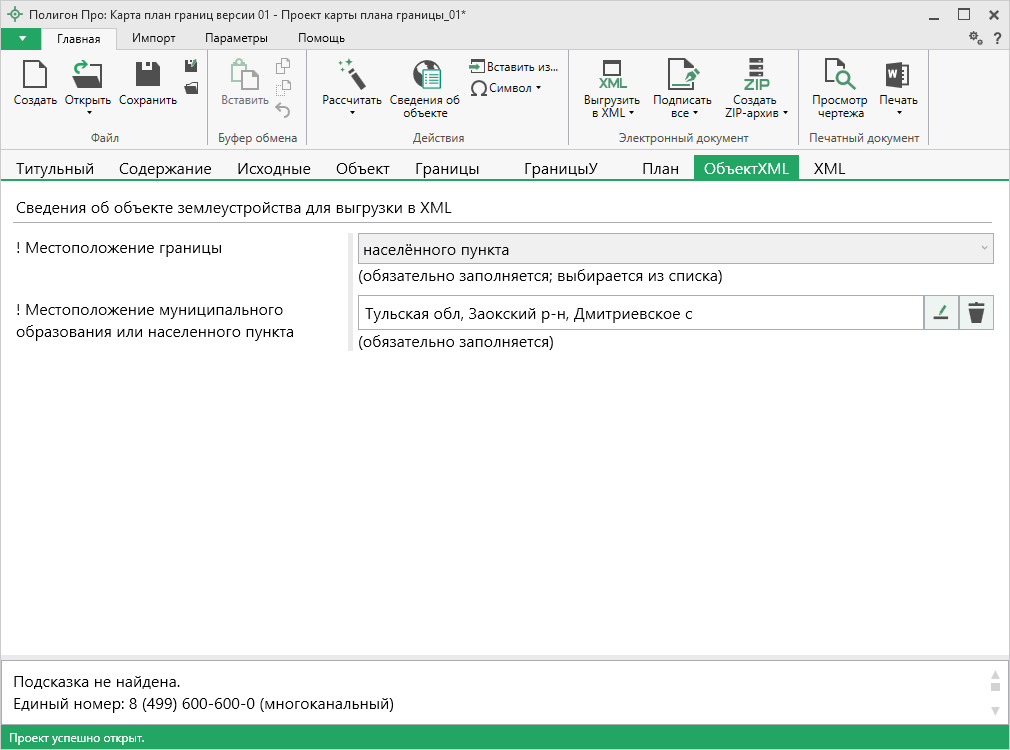 Полигон Про: Карта план границ версии 01 - Проект карты плана границы_01*
Главная Импорт Параметры Помощь ?
Создать Открыть Сохранить
Файл
Вставить
Буфер обмена
Рассчитать Сведения об объекте Вставить из... Символ
Действия
XML Выгрузить в XML Подписать все ZIP Создать ZIP-архив
Электронный документ
Просмотр чертежа W Печать
Печатный документ
Титульный Содержание Исходные Объект Границы ГраницыУ План ОбъектXML XML
Сведения об объекте землеустройства для выгрузки в XML
! Местоположение границы
населённого пункта
(обязательно заполняется; выбирается из списка)
! Местоположение муниципального
образования или населенного пункта
Тульская обл, Заокский р-н, Дмитриевское с
(обязательно заполняется)
Подсказка не найдена.
Единый номер: 8 (499) 600-600-0 (многоканальный)
Проект успешно открыт.